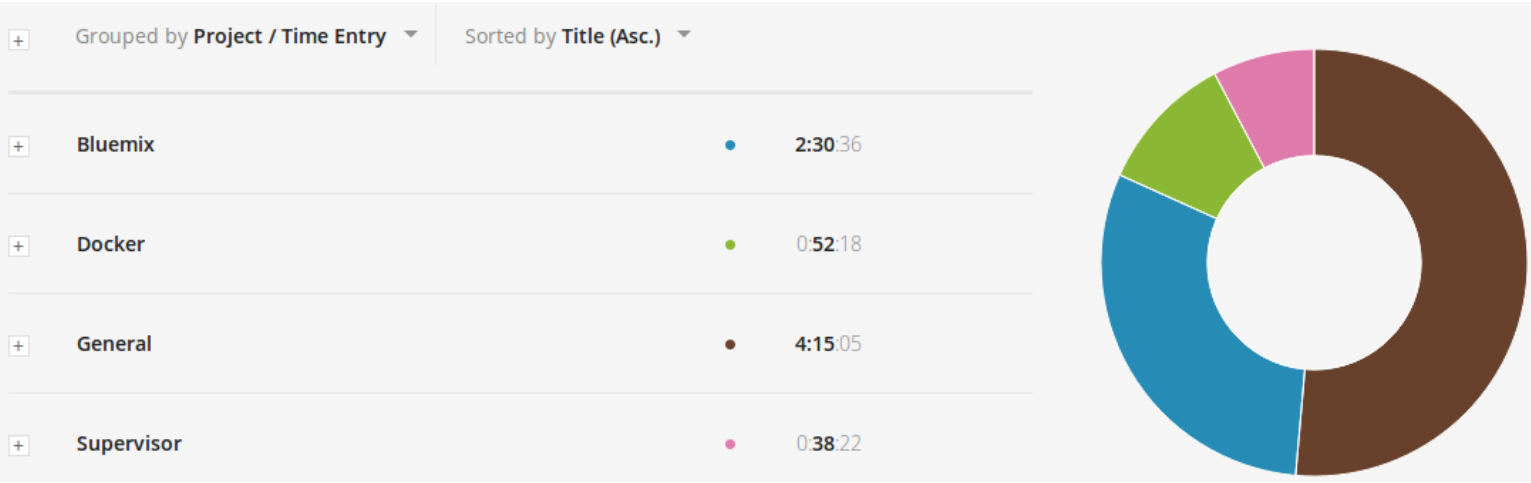 Grouped by Project / Time Entry Sorted by Title (Asc.)
Bluemix 2:30:36
Docker 0:52:18
General 4:15:05
Supervisor 0:38:22